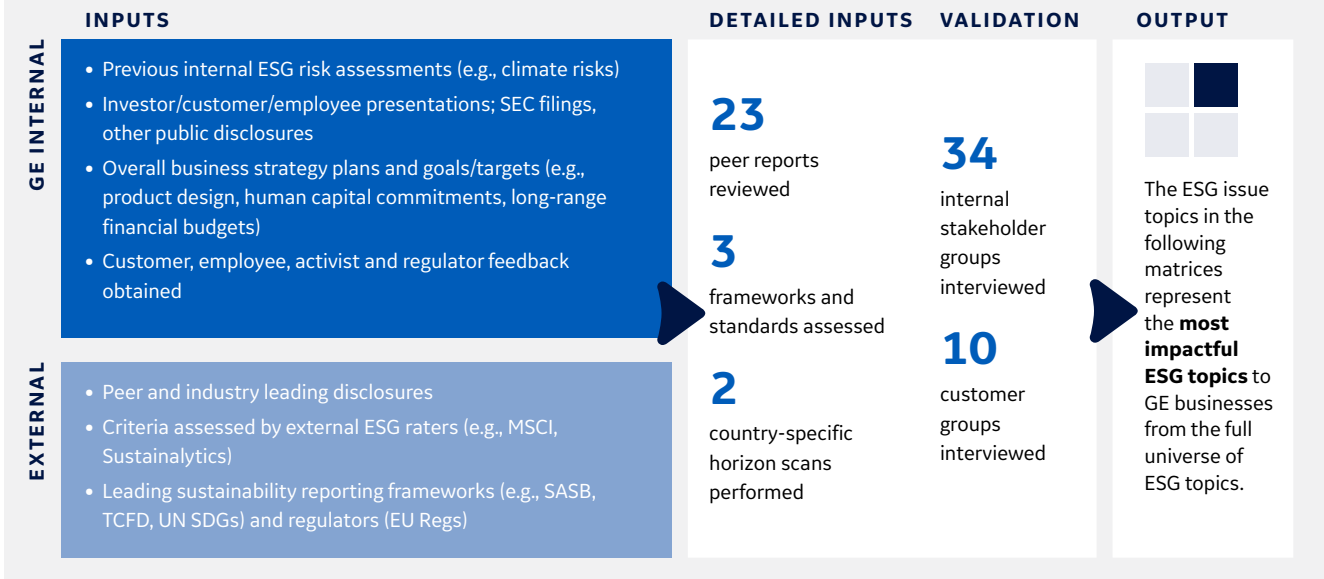 INPUTS
GE INTERNAL
• Previous internal ESG risk assessments (e.g., climate risks)
• Investor/customer/employee presentations; SEC filings,
other public disclosures
• Overall business strategy plans and goals/targets (e.g.,
product design, human capital commitments, long-range
financial budgets)
• Customer, employee, activist and regulator feedback
obtained
EXTERNAL
• Peer and industry leading disclosures
• Criteria assessed by external ESG raters (e.g., MSCI,
Sustainalytics)
• Leading sustainability reporting frameworks (e.g., SASB,
TCFD, UN SDGs) and regulators (EU Regs)
DETAILED INPUTS
23
peer reports
reviewed
3
frameworks and
standards assessed
2
country-specific
horizon scans
performed
VALIDATION
34
internal
stakeholder
groups
interviewed
10
customer
groups
interviewed
OUTPUT
The ESG issue
topics in the
following
matrices
represent
the most
impactful
ESG topics to
GE businesses
from the full
universe of
ESG topics.